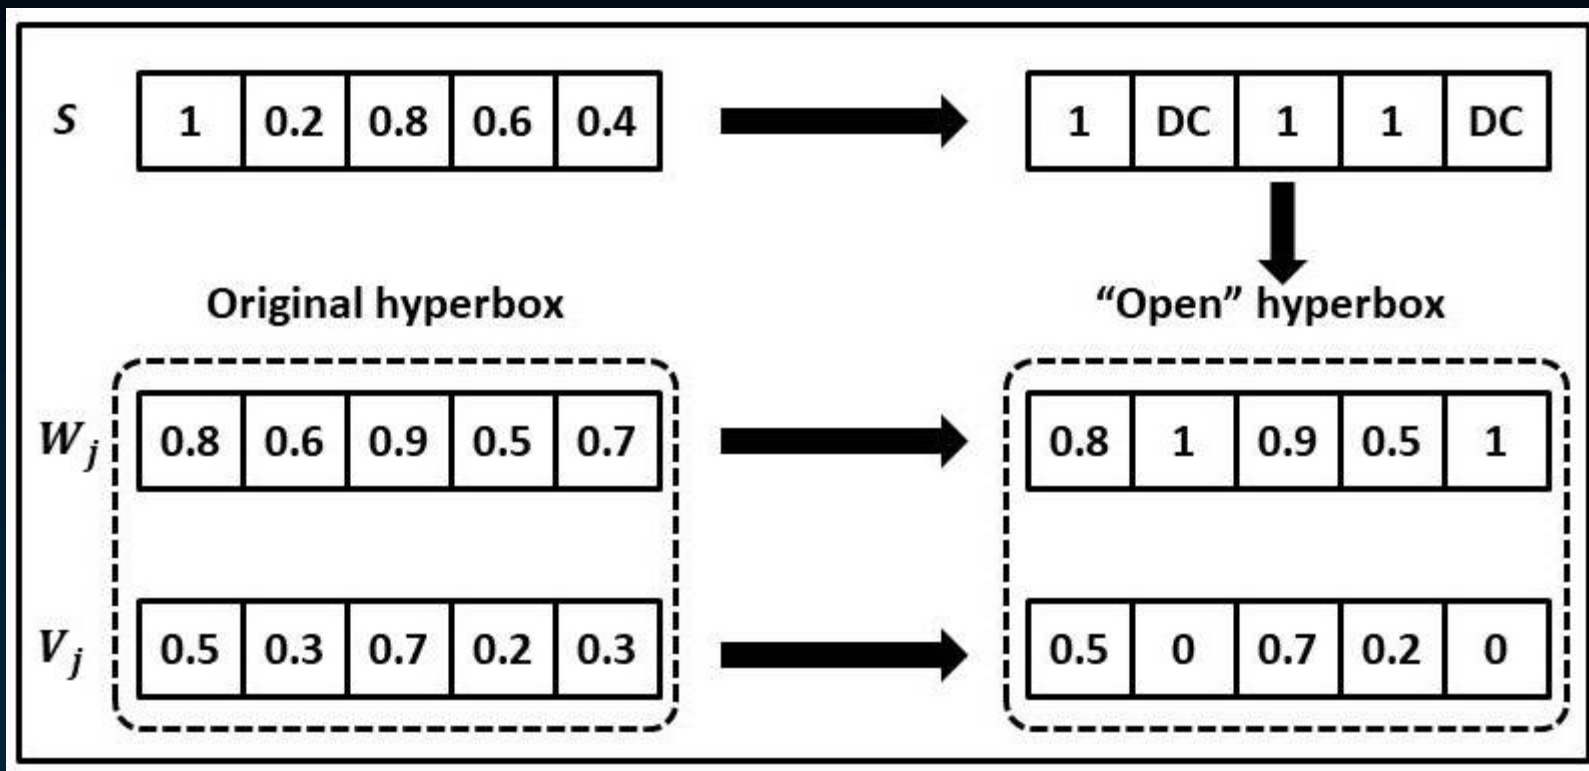 S 1 0.2 0.8 0.6 0.4 1 DC 1 1 DC
Original hyperbox “Open” hyperbox
W j 0.8 0.6 0.9 0.5 0.7 0.8 1 0.9 0.5 1
V j 0.5 0.3 0.7 0.2 0.3 0.5 0 0.7 0.2 0